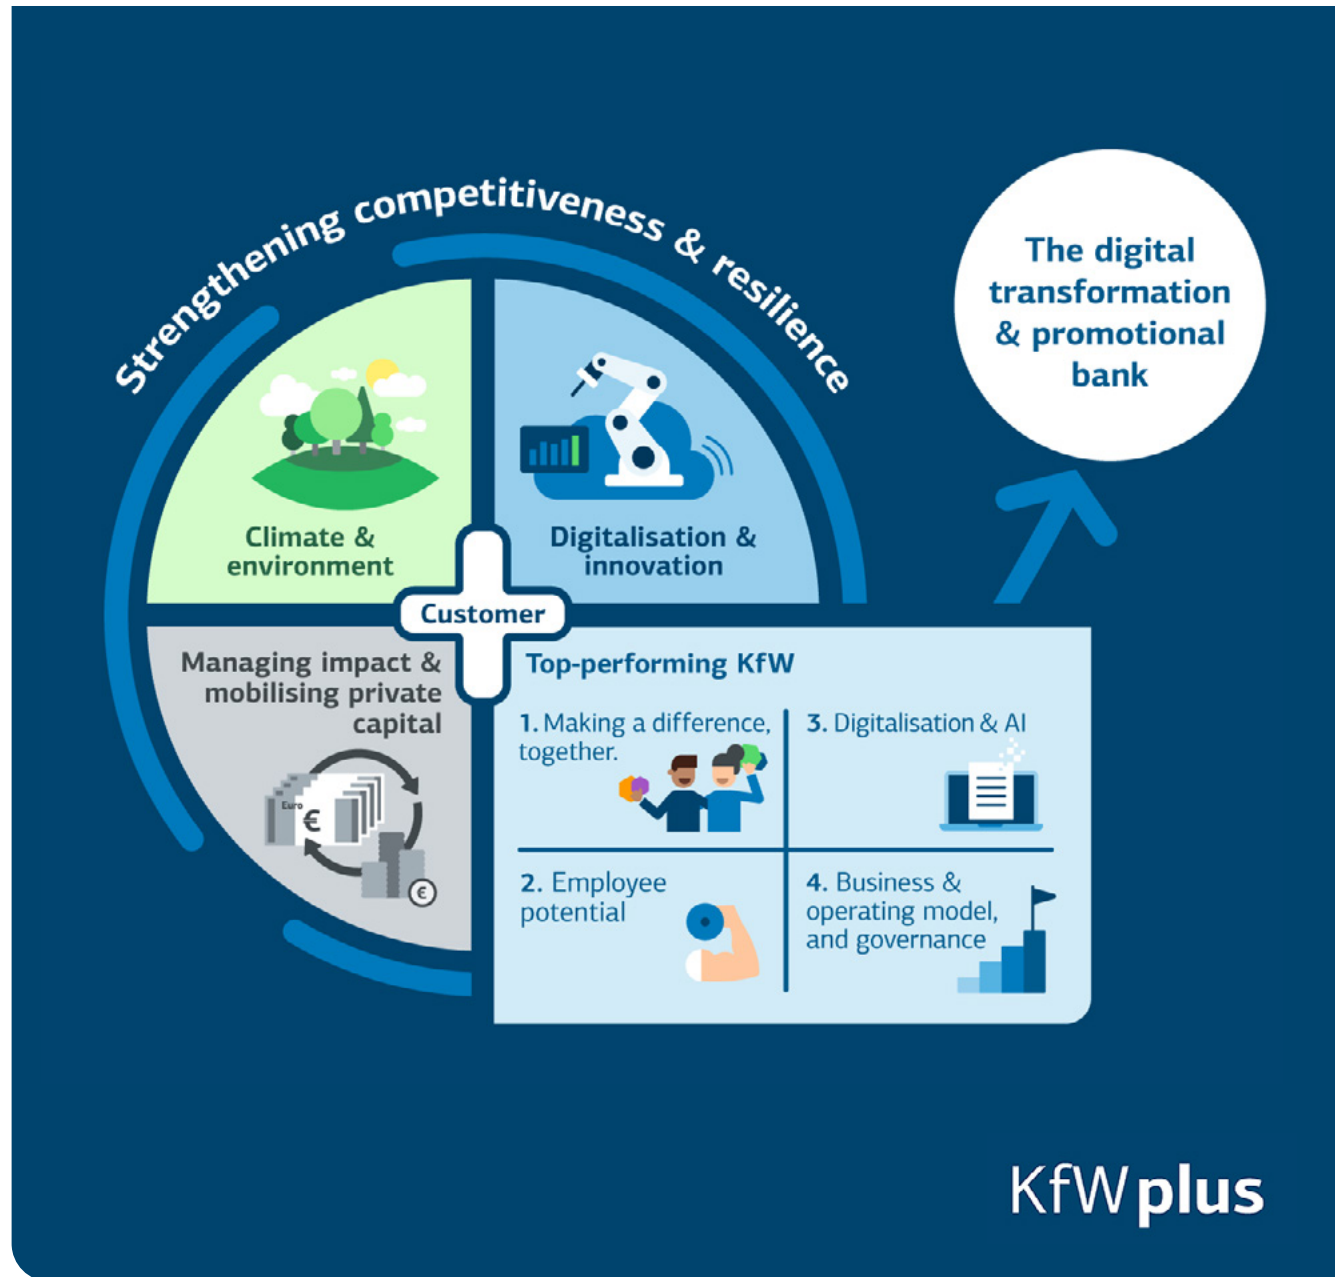 Strengthening competitiveness & resilience
The digital
transformation
& promotional
bank
Climate &
environment
Digitalisation &
innovation
Customer
Managing impact &
mobilising private
capital
Euro
€
€
Top-performing KfW
1. Making a difference,
together.
3. Digitalisation & AI
2. Employee
potential
4. Business &
operating model,
and governance
KfWplus